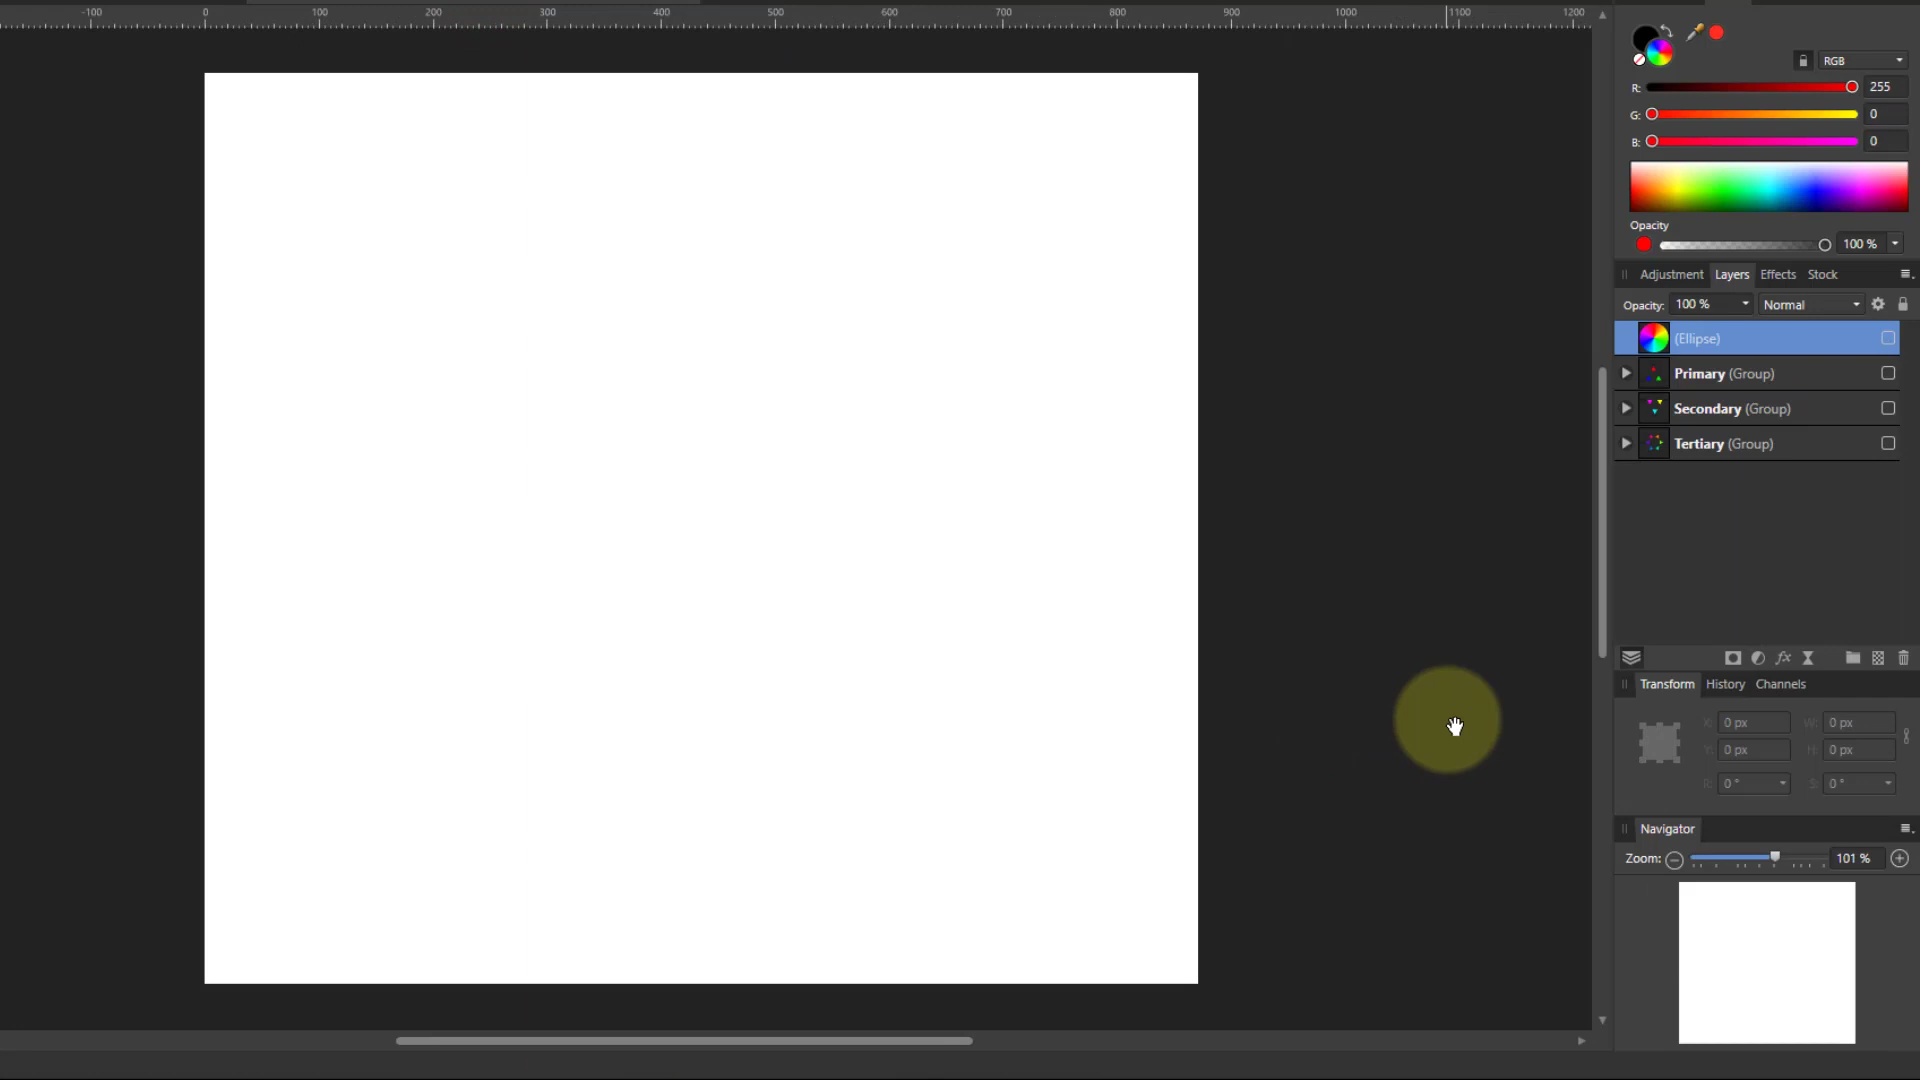 -100 0 100 200 300 400 500 600 700 800 900 1000 1100 1200
RGB
R: 255
G: 0
B: 0
Opacity
100 %
Adjustment Layers Effects Stock
Opacity: 100 % Normal
(Ellipse)
Primary (Group)
Secondary (Group)
Tertiary (Group)
fx
Transform History Channels
X: 0 px W: 0 px
Y: 0 px H: 0 px
R: 0 ° S: 0 °
Navigator
Zoom: 101 %